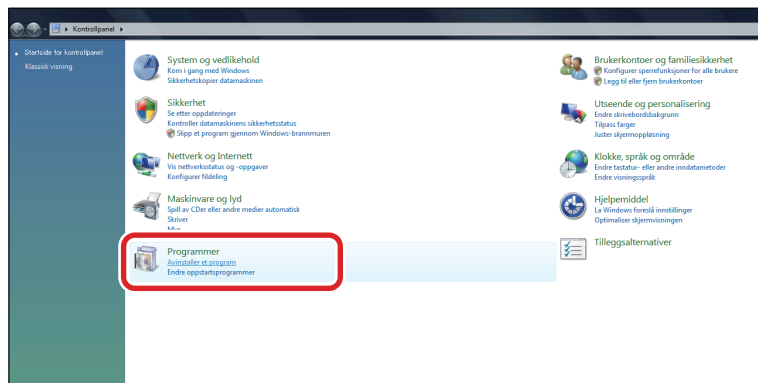 Kontrollpanel
Startside for kontrollpanel
Klassisk visning
System og vedlikehold
Kom i gang med Windows
Sikkerhetskopier datamaskinen
Sikkerhet
Se etter oppdateringer
Kontroller datamaskinens sikkerhetsstatus
Slipp et program gjennom Windows-brannmuren
Nettverk og Internett
Vis nettverksstatus og -oppgaver
Konfigurer fildeling
Maskinvare og lyd
Spill av CDer eller andre medier automatisk
Skriver
Mus
Programmer
Avinstaller et program
Endre oppstartsprogrammer
Brukerkontoer og familiesikkerhet
Konfigurer sperrefunksjoner for alle brukere
Legg til eller fjern brukerkontoer
Utseende og personalisering
Endre skrivebordsbakgrunn
Tilpass farger
Juster skjermoppløsning
Klokke, språk og område
Endre tastatur- eller andre inndatametoder
Endre visningsspråk
Hjelpemiddel
La Windows foreslå innstillinger
Optimaliser skjermvisningen
Tilleggsalternativer